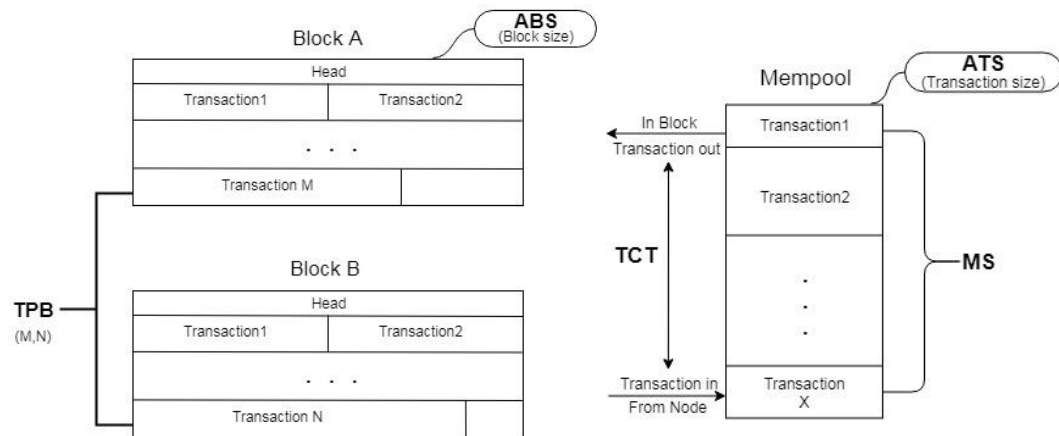 ABS
(Block size)
Block A
Head
Transaction1 Transaction2
. . .
Transaction M
TPB
(M,N)
Block B
Head
Transaction1 Transaction2
. . .
Transaction N
ATS
(Transaction size)
Mempool
In Block
Transaction out
Transaction1
Transaction2
TCT
MS
.
.
.
Transaction in
From Node
Transaction
X